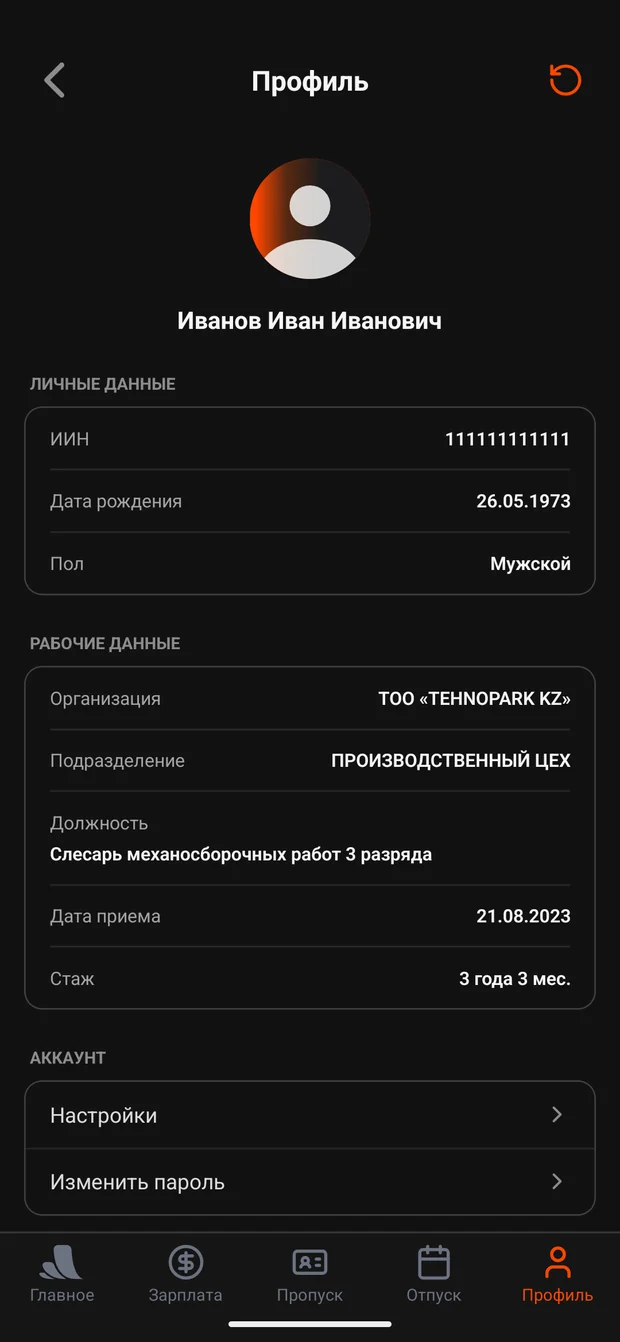 Профиль
Иванов Иван Иванович
ЛИЧНЫЕ ДАННЫЕ
ИИН 111111111111
Дата рождения 26.05.1973
Пол Мужской
РАБОЧИЕ ДАННЫЕ
Организация ТОО «TEHNOPARK KZ»
Подразделение ПРОИЗВОДСТВЕННЫЙ ЦЕХ
Должность
Слесарь механосборочных работ 3 разряда
Дата приема 21.08.2023
Стаж 3 года 3 мес.
АККАУНТ
Настройки
Изменить пароль
Главное Зарплата Пропуск Отпуск Профиль